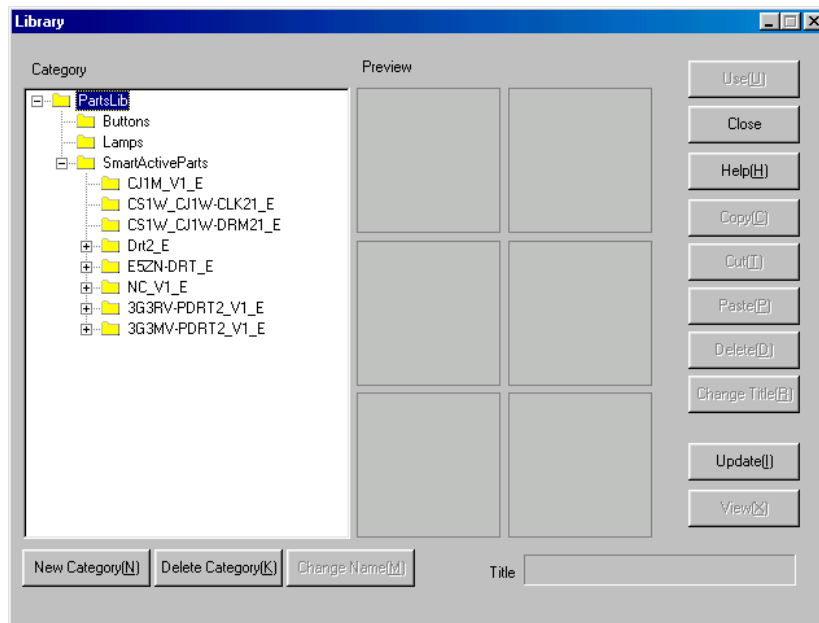 Library
Category
PartsLib
Buttons
Lamps
SmartActiveParts
CJ1M_V1_E
CS1W_CJ1W-CLK21_E
CS1W_CJ1W-DRM21_E
Drt2_E
E5ZN-DRT_E
NC_V1_E
3G3RV-PDRT2_V1_E
3G3MV-PDRT2_V1_E
New Category(N)
Delete Category(K)
Change Name(M)
Preview
Title
Use(U)
Close
Help(H)
Copy(C)
Cut(T)
Paste(P)
Delete(D)
Change Title(R)
Update(I)
View(X)